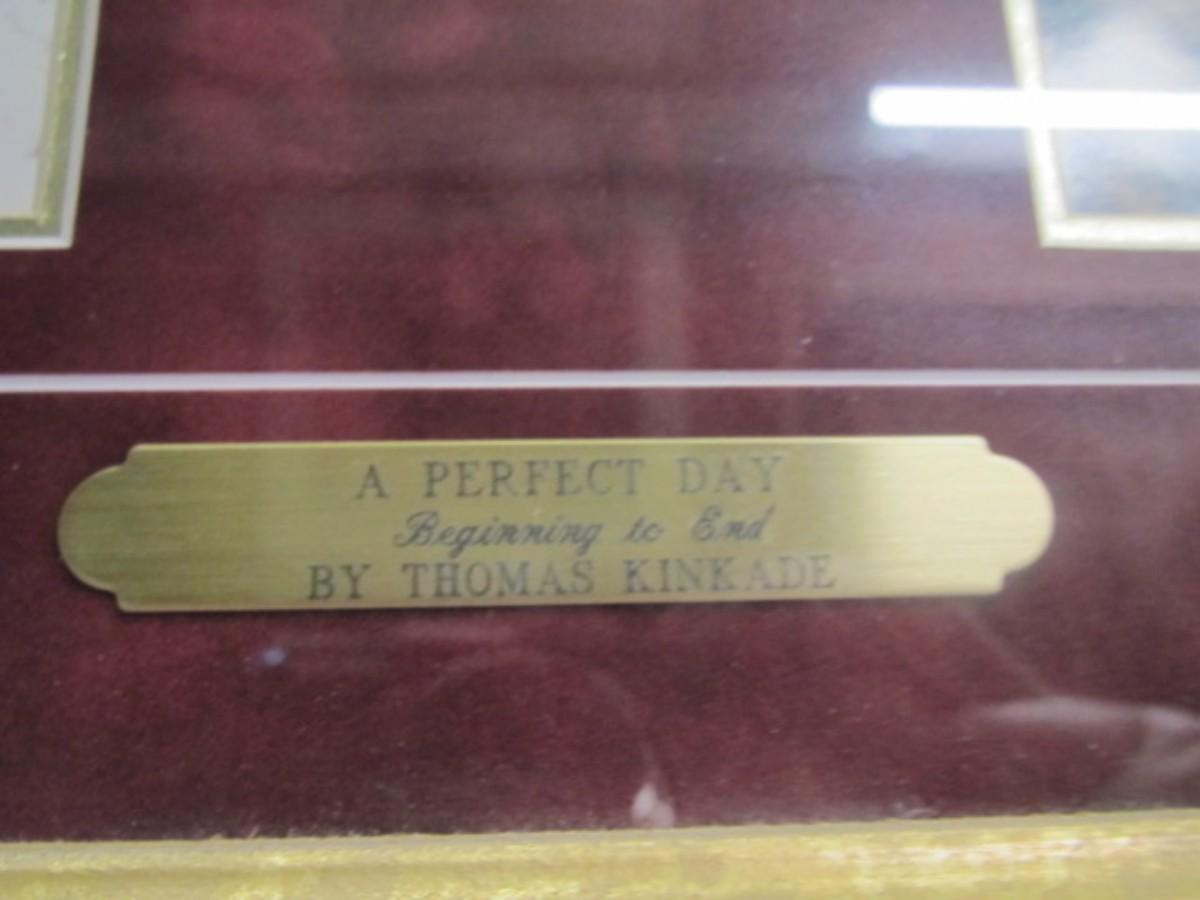 A PERFECT DAY
Beginning to End
BY THOMAS KINKADE